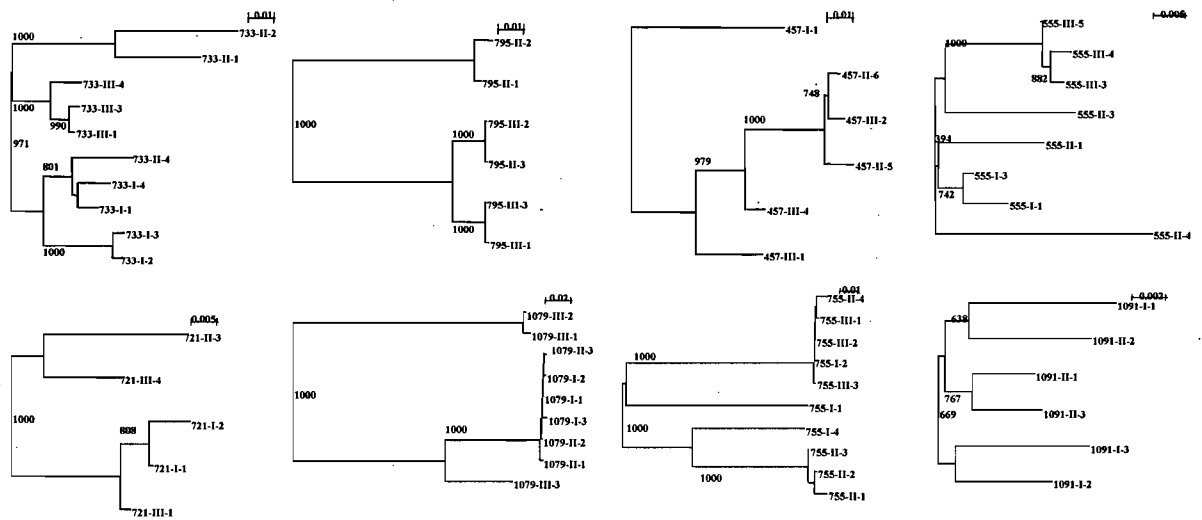 0.01
733-II-2
1000
733-II-1
733-III-4
1000
733-III-3
990
733-III-1
971
733-II-4
801
733-I-4
733-I-1
733-I-3
1000
733-I-2
0.01
795-II-2
795-II-1
1000
795-III-2
1000
795-II-3
795-III-3
1000
795-III-1
0.01
457-I-1
457-II-6
748
457-III-2
1000
457-II-5
979
457-III-4
457-III-1
0.005
555-III-5
1000
555-III-4
882
555-III-3
555-II-3
394
555-II-1
555-I-3
742
555-I-1
555-II-4
0.005
721-II-3
721-III-4
1000
721-I-2
808
721-I-1
721-III-1
0.02
1079-III-2
1079-III-1
1079-II-3
1079-I-2
1000
1079-I-1
1079-I-3
1000
1079-II-2
1079-II-1
1079-III-3
0.01
755-II-4
755-III-1
755-III-2
1000
755-I-2
755-III-3
755-I-1
1000
755-I-4
755-II-3
1000
755-II-2
755-II-1
0.002
1091-I-1
638
1091-II-2
1091-II-1
767
1091-II-3
669
1091-I-3
1091-I-2